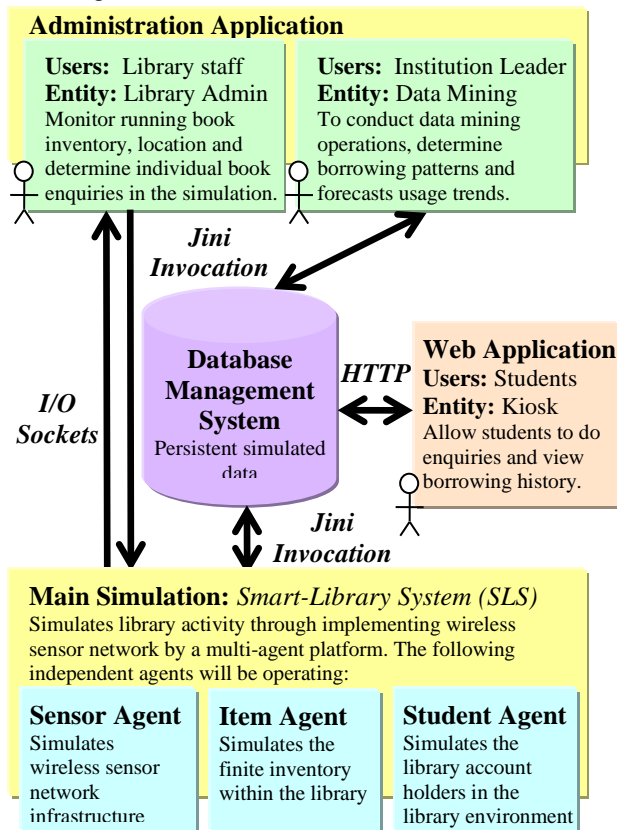 Administration Application
Users: Library staff
Entity: Library Admin
Monitor running book
inventory, location and
determine individual book
enquiries in the simulation.
Users: Institution Leader
Entity: Data Mining
To conduct data mining
operations, determine
borrowing patterns and
forecasts usage trends.
Jini
Invocation
Database
Management
System
Persistent simulated
data
HTTP
Web Application
Users: Students
Entity: Kiosk
Allow students to do
enquiries and view
borrowing history.
I/O
Sockets
Jini
Invocation
Main Simulation: Smart-Library System (SLS)
Simulates library activity through implementing wireless
sensor network by a multi-agent platform. The following
independent agents will be operating:
Sensor Agent
Simulates
wireless sensor
network
infrastructure
Item Agent
Simulates the
finite inventory
within the library
Student Agent
Simulates the
library account
holders in the
library environment